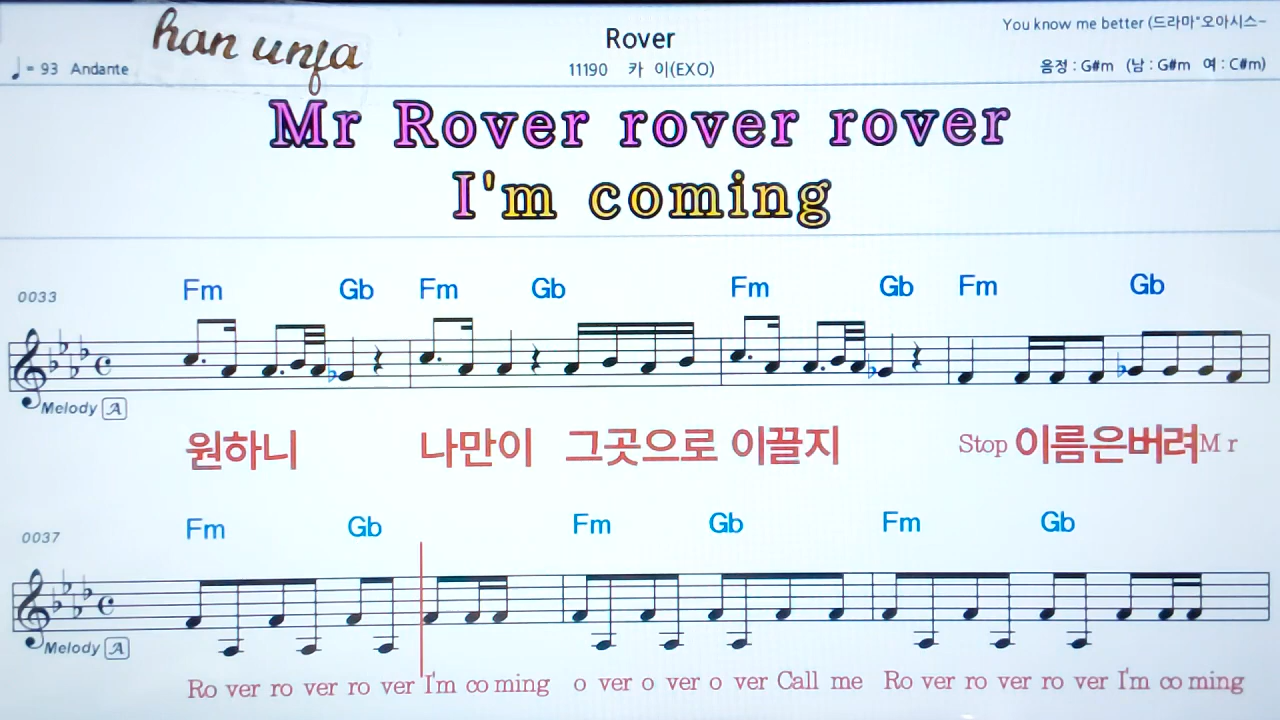 han unja
Rover
You know me better (드라마"오아시스~
♩= 93 Andante
11190 카 이(EXO)
음정 : G#m (남 : G#m 여 : C#m)
Mr Rover rover rover
I'm coming
0033
Fm Gb Fm Gb Fm Gb Fm Gb
Melody A
원하니 나만이 그곳으로 이끌지 Stop 이름은버려 M r
0037
Fm Gb Fm Gb Fm Gb
Melody A
Ro ver ro ver ro ver I'm co ming o ver o ver o ver Call me Ro ver ro ver ro ver I'm co ming